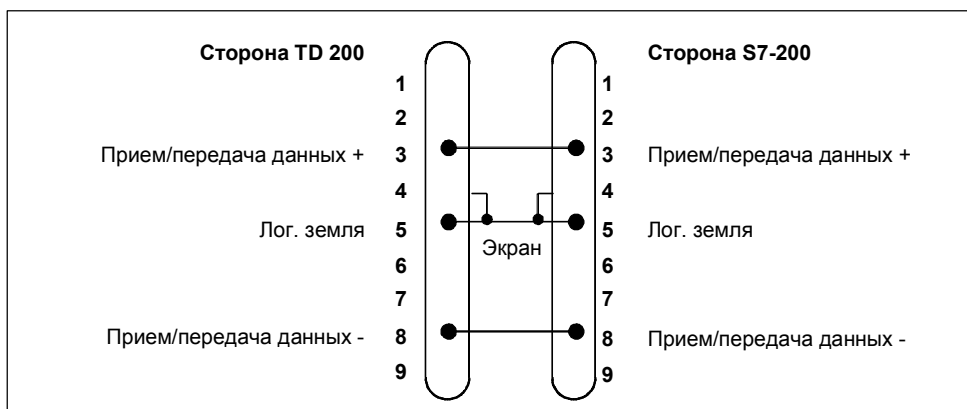 Сторона TD 200 Сторона S7-200
1 1
2 2
Прием/передача данных + 3 3 Прием/передача данных +
4 4
Лог. земля 5 5 Лог. земля
Экран
6 6
7 7
Прием/передача данных - 8 8 Прием/передача данных -
9 9